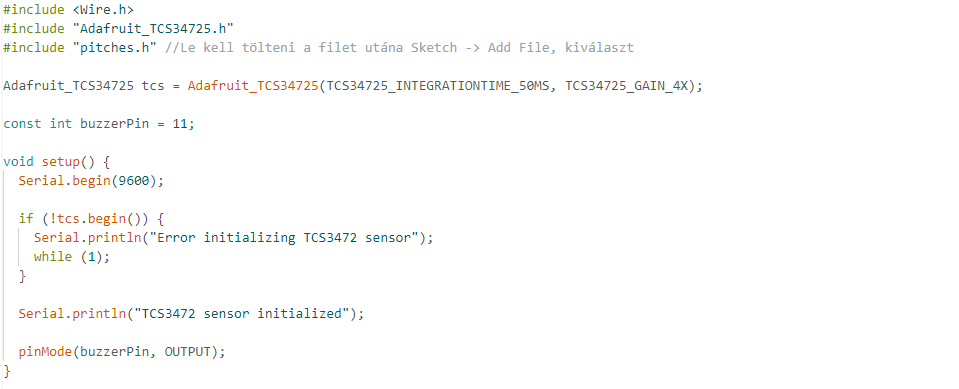 #include <Wire.h>
#include "Adafruit_TCS34725.h"
#include "pitches.h" //Le kell tölteni a filet utána Sketch -> Add File, kiválaszt
Adafruit_TCS34725 tcs = Adafruit_TCS34725(TCS34725_INTEGRATIONTIME_50MS, TCS34725_GAIN_4X);
const int buzzerPin = 11;
void setup() {
  Serial.begin(9600);
  if (!tcs.begin()) {
    Serial.println("Error initializing TCS3472 sensor");
    while (1);
  }
  Serial.println("TCS3472 sensor initialized");
  pinMode(buzzerPin, OUTPUT);
}